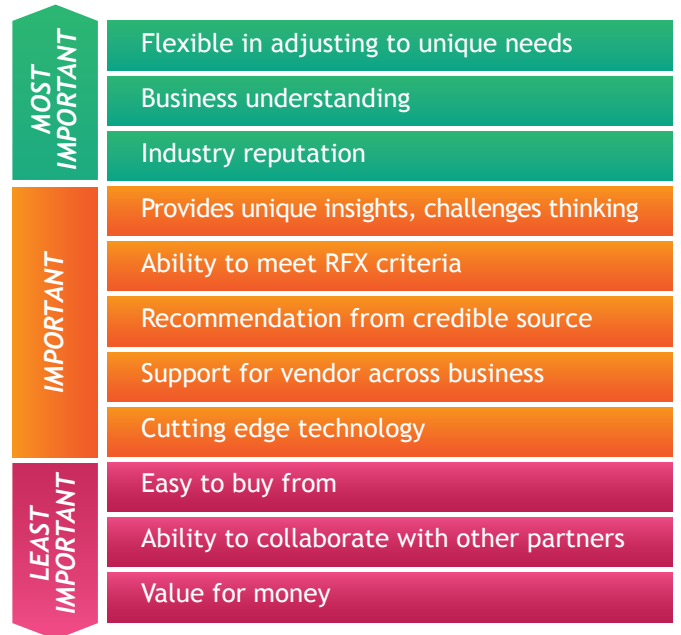 MOST
IMPORTANT
Flexible in adjusting to unique needs
Business understanding
Industry reputation
IMPORTANT
Provides unique insights, challenges thinking
Ability to meet RFX criteria
Recommendation from credible source
Support for vendor across business
Cutting edge technology
LEAST
IMPORTANT
Easy to buy from
Ability to collaborate with other partners
Value for money